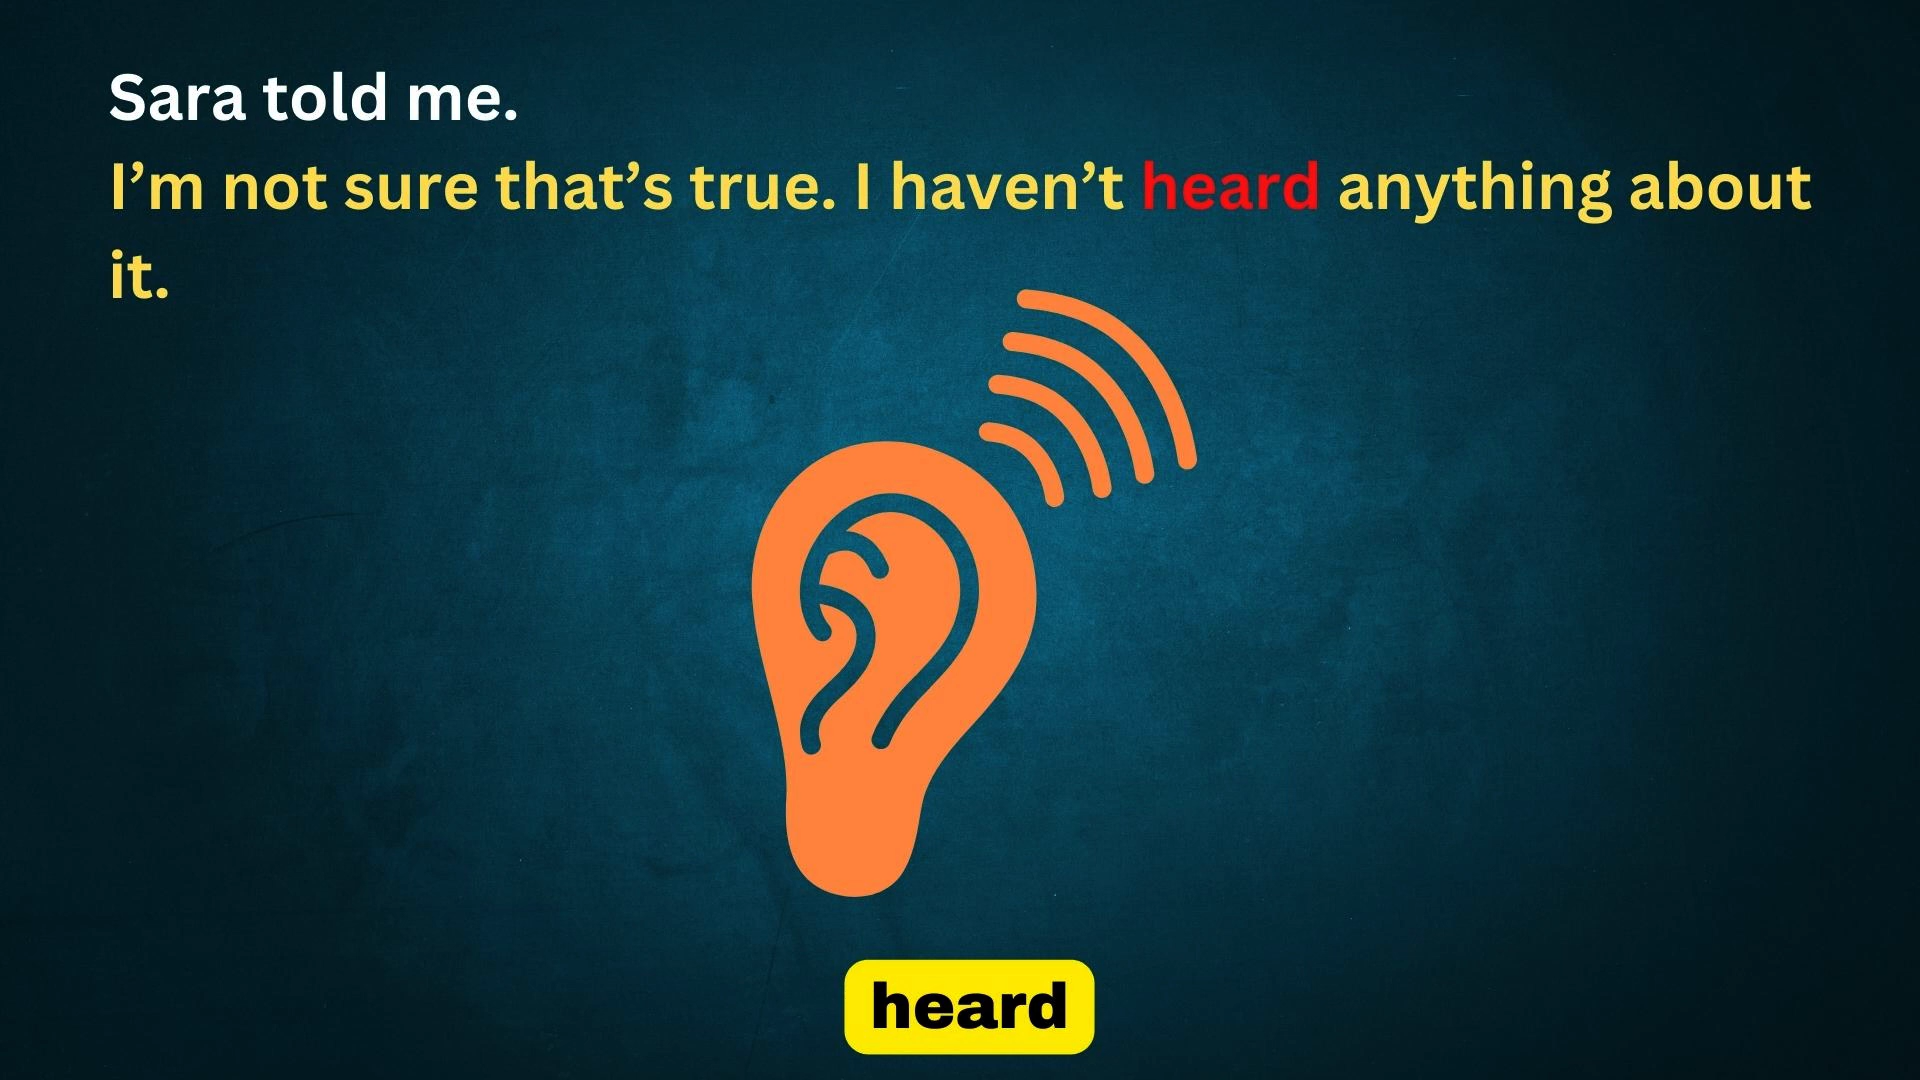 Sara told me.
I’m not sure that’s true. I haven’t heard anything about
it.
heard